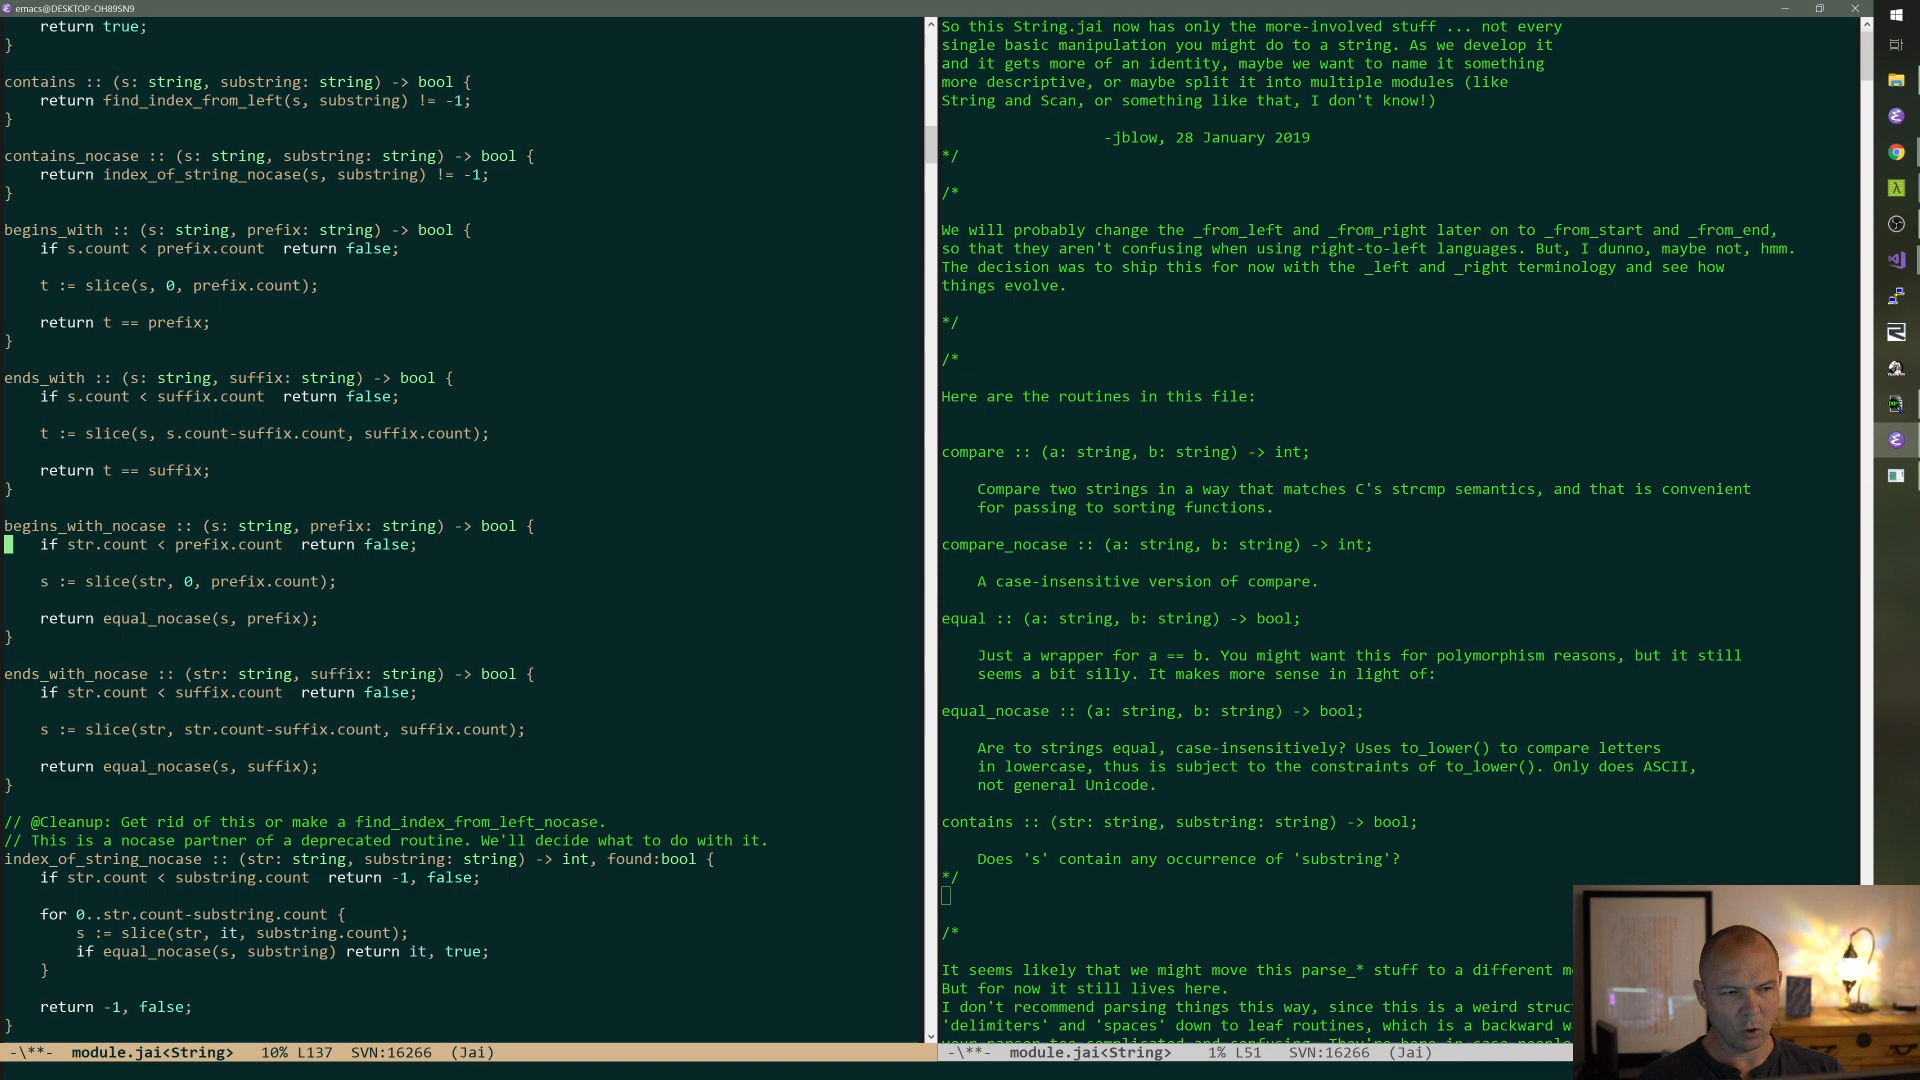 emacs@DESKTOP-OH89SN9
    return true;
}
contains :: (s: string, substring: string) -> bool {
    return find_index_from_left(s, substring) != -1;
}
contains_nocase :: (s: string, substring: string) -> bool {
    return index_of_string_nocase(s, substring) != -1;
}
begins_with :: (s: string, prefix: string) -> bool {
    if s.count < prefix.count  return false;
    t := slice(s, 0, prefix.count);
    return t == prefix;
}
ends_with :: (s: string, suffix: string) -> bool {
    if s.count < suffix.count  return false;
    t := slice(s, s.count-suffix.count, suffix.count);
    return t == suffix;
}
begins_with_nocase :: (s: string, prefix: string) -> bool {
    if str.count < prefix.count  return false;
    s := slice(str, 0, prefix.count);
    return equal_nocase(s, prefix);
}
ends_with_nocase :: (str: string, suffix: string) -> bool {
    if str.count < suffix.count  return false;
    s := slice(str, str.count-suffix.count, suffix.count);
    return equal_nocase(s, suffix);
}
// @Cleanup: Get rid of this or make a find_index_from_left_nocase.
// This is a nocase partner of a deprecated routine. We'll decide what to do with it.
index_of_string_nocase :: (str: string, substring: string) -> int, found:bool {
    if str.count < substring.count  return -1, false;
    for 0..str.count-substring.count {
        s := slice(str, it, substring.count);
        if equal_nocase(s, substring) return it, true;
    }
    return -1, false;
}
-\**-  module.jai<String>   10% L137  SVN:16266  (Jai)
So this String.jai now has only the more-involved stuff ... not every
single basic manipulation you might do to a string. As we develop it
and it gets more of an identity, maybe we want to name it something
more descriptive, or maybe split it into multiple modules (like
String and Scan, or something like that, I don't know!)
                  -jblow, 28 January 2019
*/
/*
We will probably change the _from_left and _from_right later on to _from_start and _from_end,
so that they aren't confusing when using right-to-left languages. But, I dunno, maybe not, hmm.
The decision was to ship this for now with the _left and _right terminology and see how
things evolve.
*/
/*
Here are the routines in this file:
compare :: (a: string, b: string) -> int;
    Compare two strings in a way that matches C's strcmp semantics, and that is convenient
    for passing to sorting functions.
compare_nocase :: (a: string, b: string) -> int;
    A case-insensitive version of compare.
equal :: (a: string, b: string) -> bool;
    Just a wrapper for a == b. You might want this for polymorphism reasons, but it still
    seems a bit silly. It makes more sense in light of:
equal_nocase :: (a: string, b: string) -> bool;
    Are to strings equal, case-insensitively? Uses to_lower() to compare letters
    in lowercase, thus is subject to the constraints of to_lower(). Only does ASCII,
    not general Unicode.
contains :: (str: string, substring: string) -> bool;
    Does 's' contain any occurrence of 'substring'?
*/
/*
It seems likely that we might move this parse_* stuff to a different
But for now it still lives here.
I don't recommend parsing things this way, since this is a weird
'delimiters' and 'spaces' down to leaf routines, which is a backward
-\**-  module.jai<String>    1% L51   SVN:16266  (Jai)